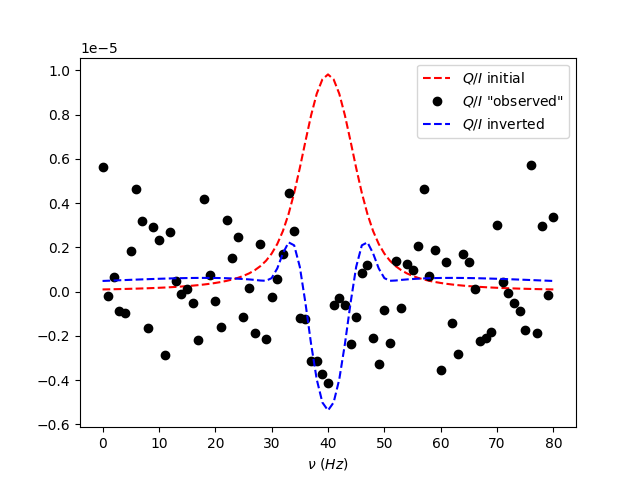 1e−5
1.0
0.8
0.6
0.4
0.2
0.0
−0.2
−0.4
−0.6
0 10 20 30 40 50 60 70 80
ν (Hz)
Q/I initial
Q/I "observed"
Q/I inverted